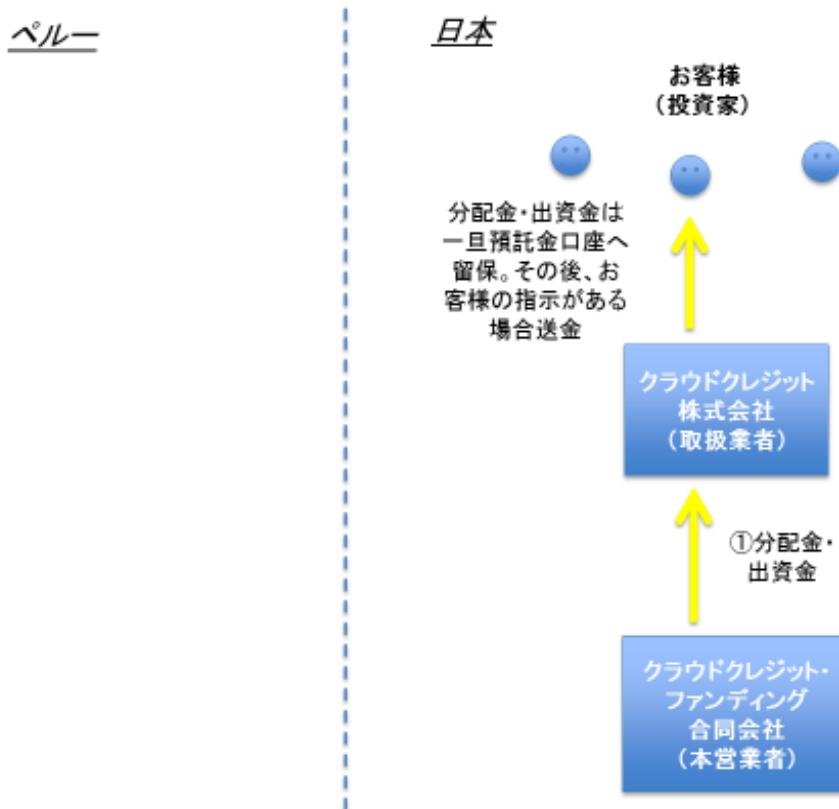 ペルー
日本
お客様
（投資家）
分配金・出資金は
一旦預託金口座へ
留保。その後、お
客様の指示がある
場合送金
クラウドクレジット
株式会社
（取扱業者）
①分配金・
出資金
クラウドクレジット・
ファンディング
合同会社
（本営業者）